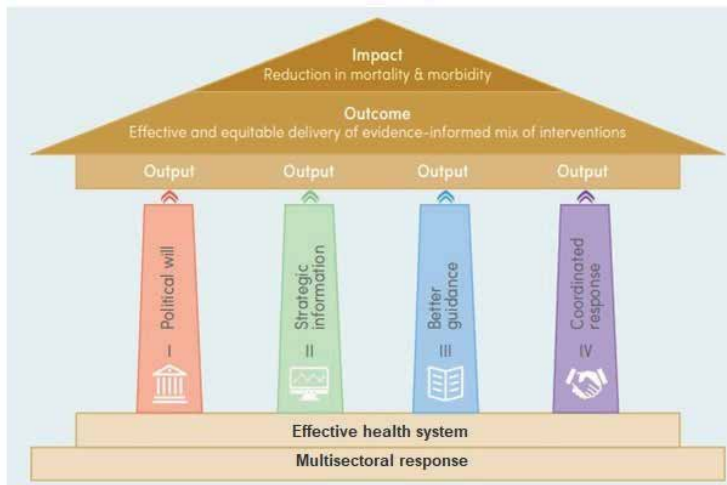 Impact
Reduction in mortality & morbidity
Outcome
Effective and equitable delivery of evidence-informed mix of interventions
Output
Output
Output
Output
I Political will
II Strategic
information
III Better
guidance
IV Coordinated
response
Effective health system
Multisectoral response